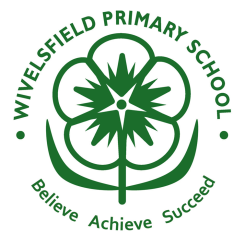 • WIVELSFIELD PRIMARY SCHOOL •
Believe Achieve Succeed